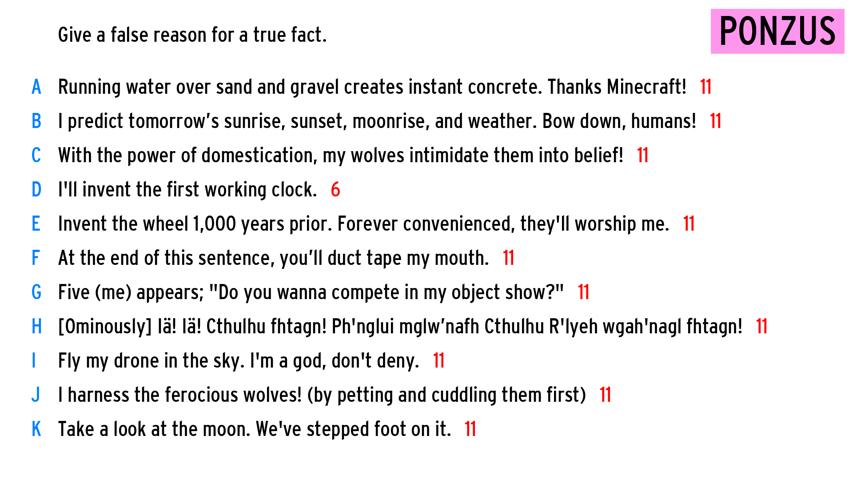 Give a false reason for a true fact.
PONZUS
A Running water over sand and gravel creates instant concrete. Thanks Minecraft! 11
B I predict tomorrow’s sunrise, sunset, moonrise, and weather. Bow down, humans! 11
C With the power of domestication, my wolves intimidate them into belief! 11
D I'll invent the first working clock. 6
E Invent the wheel 1,000 years prior. Forever convenienced, they'll worship me. 11
F At the end of this sentence, you’ll duct tape my mouth. 11
G Five (me) appears; "Do you wanna compete in my object show?" 11
H [Ominously] Iä! Iä! Cthulhu fhtagn! Ph'nglui mglw’nafh Cthulhu R'lyeh wgah'nagl fhtagn! 11
I Fly my drone in the sky. I'm a god, don't deny. 11
J I harness the ferocious wolves! (by petting and cuddling them first) 11
K Take a look at the moon. We've stepped foot on it. 11